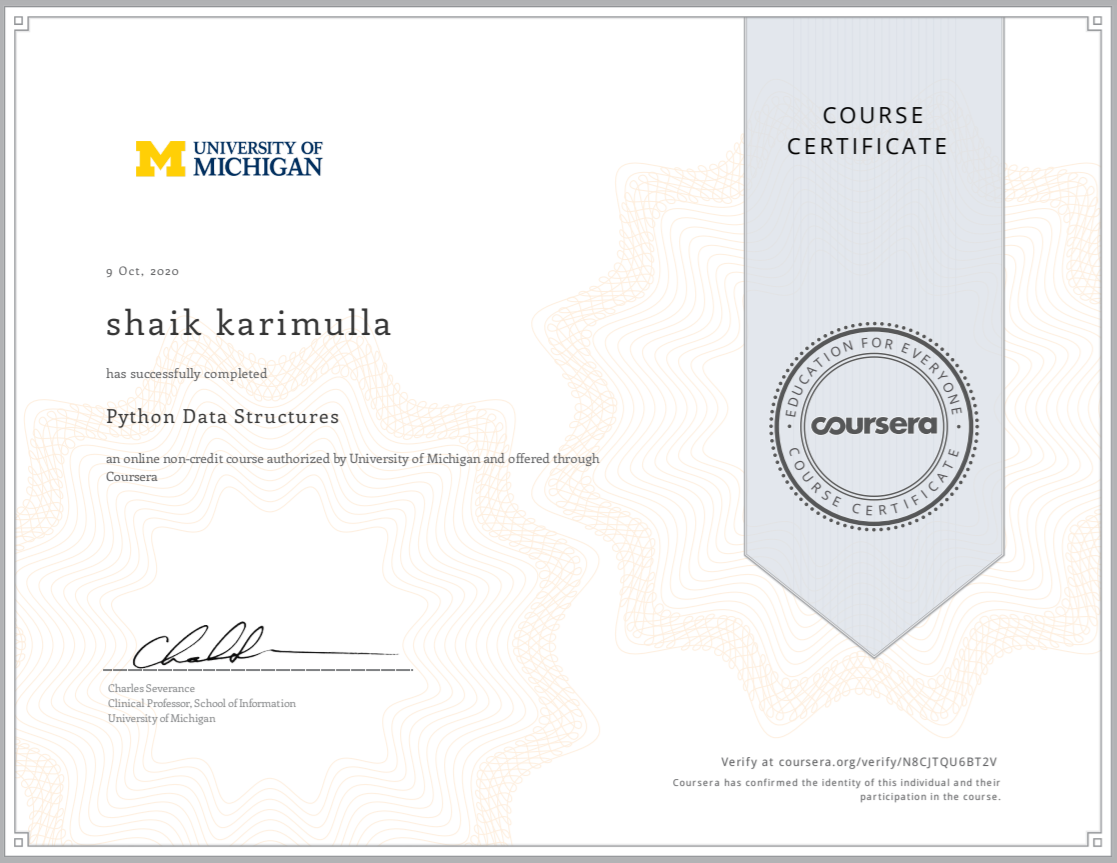 UNIVERSITY OF
MICHIGAN
COURSE
CERTIFICATE
9 Oct, 2020
shaik karimulla
has successfully completed
Python Data Structures
an online non-credit course authorized by University of Michigan and offered through
Coursera
EDUCATION FOR EVERYONE
coursera
COURSE CERTIFICATE
Charles Severance
Clinical Professor, School of Information
University of Michigan
Verify at coursera.org/verify/N8CJTQU6BT2V
Coursera has confirmed the identity of this individual and their
participation in the course.